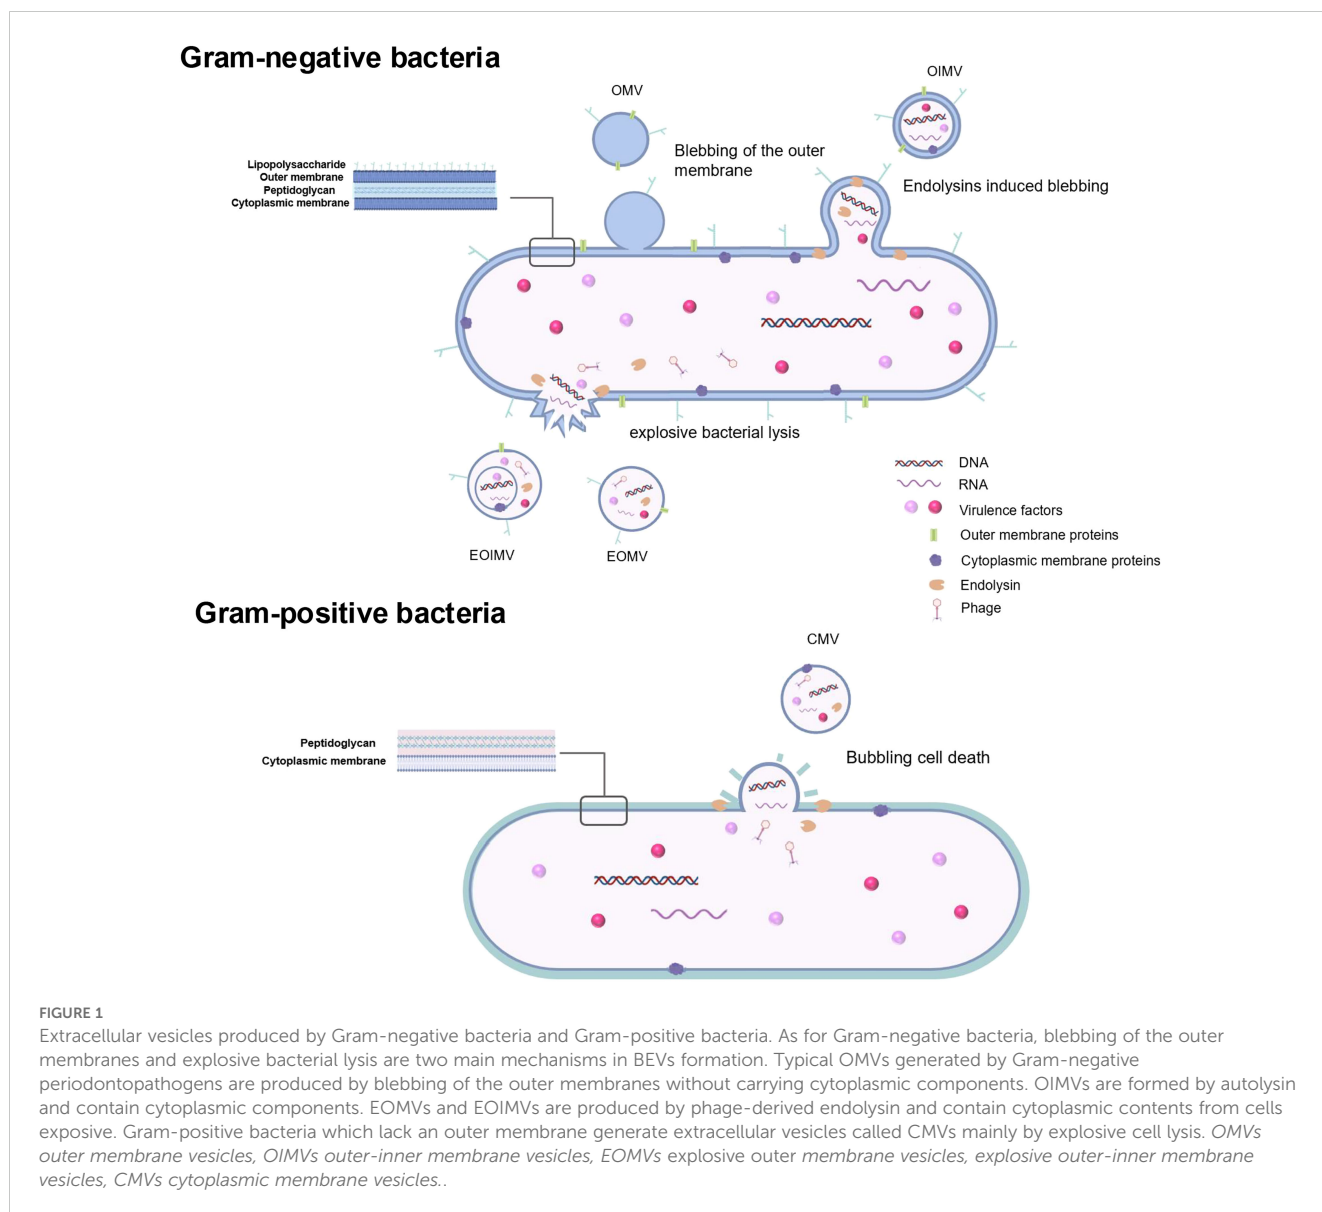 Gram-negative bacteria
OMV
OIMV
Blebbing of the outer
membrane
Endolysins induced blebbing
Lipopolysaccharide
Outer membrane
Peptidoglycan
Cytoplasmic membrane
explosive bacterial lysis
EOIMV
EOMV
DNA
RNA
Virulence factors
Outer membrane proteins
Cytoplasmic membrane proteins
Endolysin
Phage
Gram-positive bacteria
CMV
Bubbling cell death
Peptidoglycan
Cytoplasmic membrane
FIGURE 1
Extracellular vesicles produced by Gram-negative bacteria and Gram-positive bacteria. As for Gram-negative bacteria, blebbing of the outer
membranes and explosive bacterial lysis are two main mechanisms in BEVs formation. Typical OMVs generated by Gram-negative
periodontopathogens are produced by blebbing of the outer membranes without carrying cytoplasmic components. OIMVs are formed by autolysin
and contain cytoplasmic components. EOMVs and EOIMVs are produced by phage-derived endolysin and contain cytoplasmic contents from cells
exposive. Gram-positive bacteria which lack an outer membrane generate extracellular vesicles called CMVs mainly by explosive cell lysis. OMVs
outer membrane vesicles, OIMVs outer-inner membrane vesicles, EOMVs explosive outer membrane vesicles, explosive outer-inner membrane
vesicles, CMVs cytoplasmic membrane vesicles..